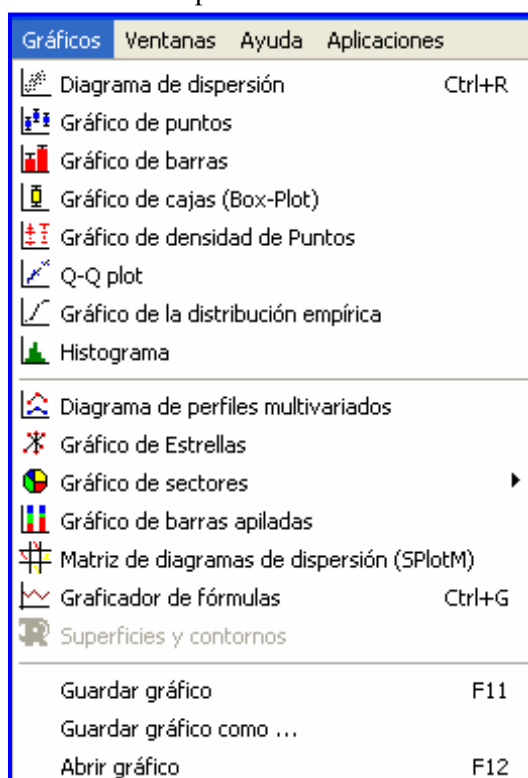 Gráficos Ventanas Ayuda Aplicaciones
Diagrama de dispersión Ctrl+R
Gráfico de puntos
Gráfico de barras
Gráfico de cajas (Box-Plot)
Gráfico de densidad de Puntos
Q-Q plot
Gráfico de la distribución empírica
Histograma
Diagrama de perfiles multivariados
Gráfico de Estrellas
Gráfico de sectores
Gráfico de barras apiladas
Matriz de diagramas de dispersión (SPlotM)
Graficador de fórmulas Ctrl+G
Superficies y contornos
Guardar gráfico F11
Guardar gráfico como ...
Abrir gráfico F12